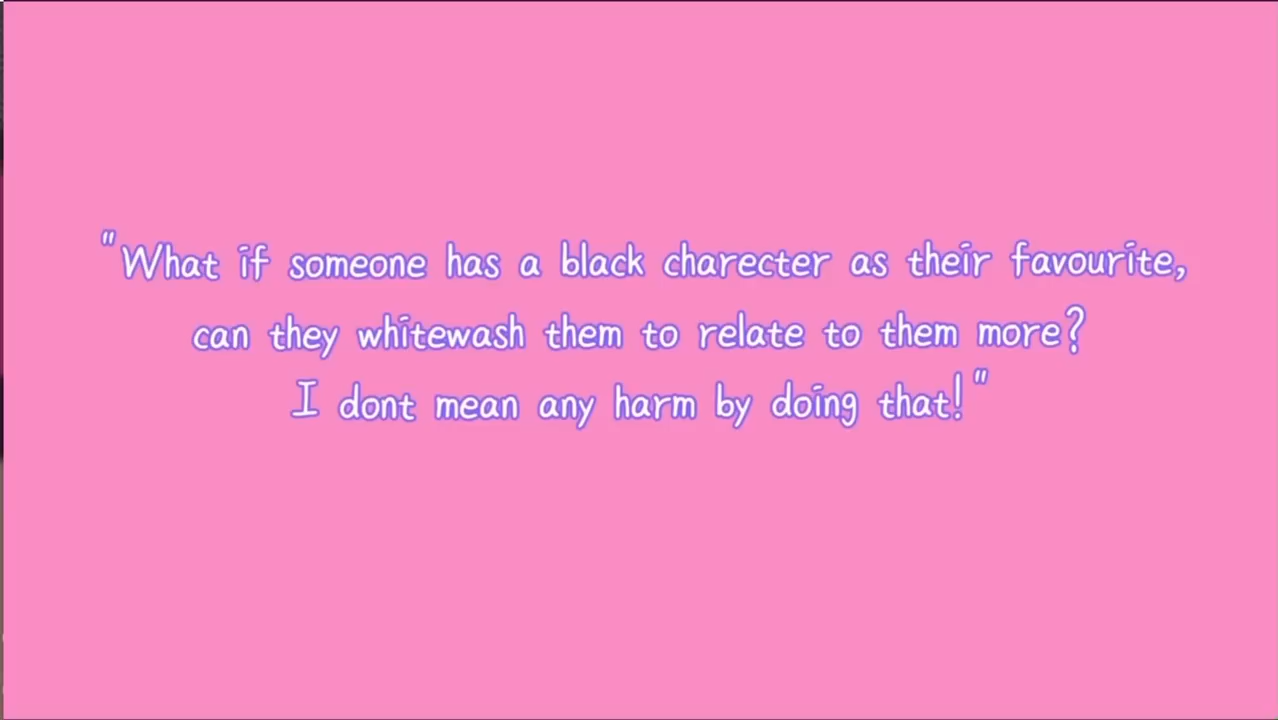 "What if someone has a black charecter as their favourite,
can they whitewash them to relate to them more?
I dont mean any harm by doing that!"